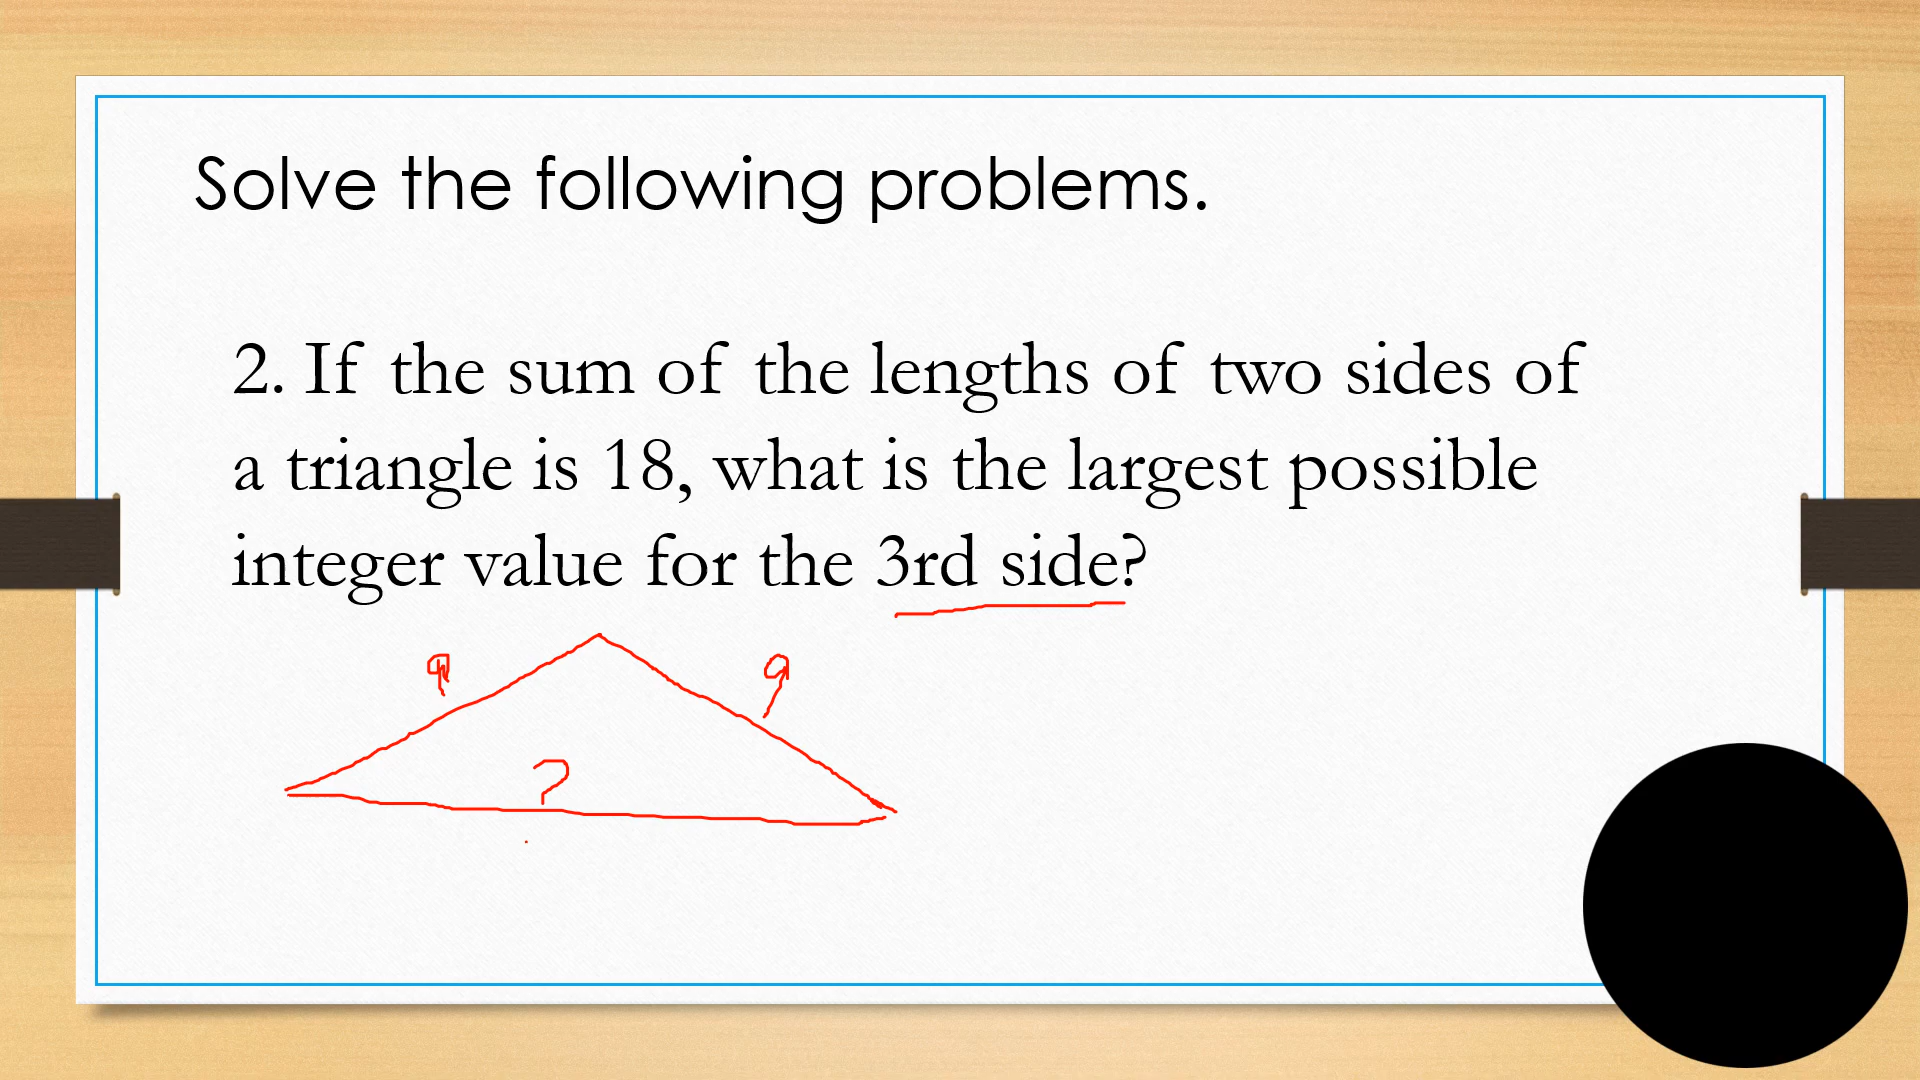 Solve the following problems.
2. If the sum of the lengths of two sides of
a triangle is 18, what is the largest possible
integer value for the 3rd side?
9 9
?